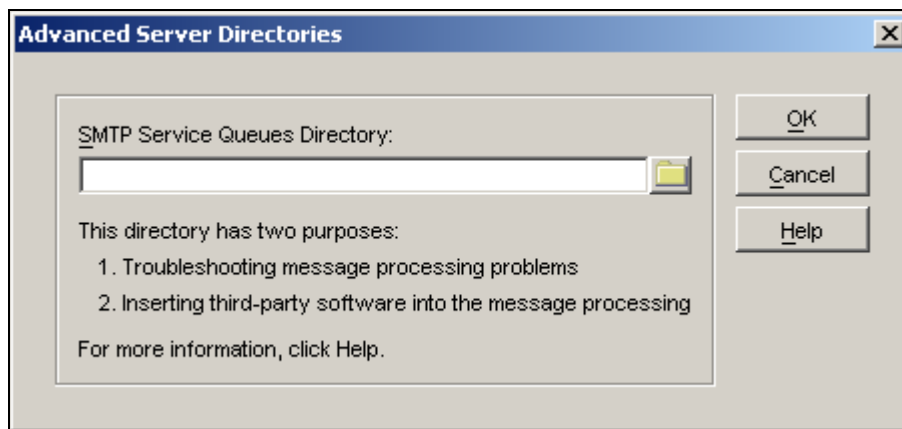 Advanced Server Directories
SMTP Service Queues Directory:
This directory has two purposes:
1. Troubleshooting message processing problems
2. Inserting third-party software into the message processing
For more information, click Help.
OK
Cancel
Help